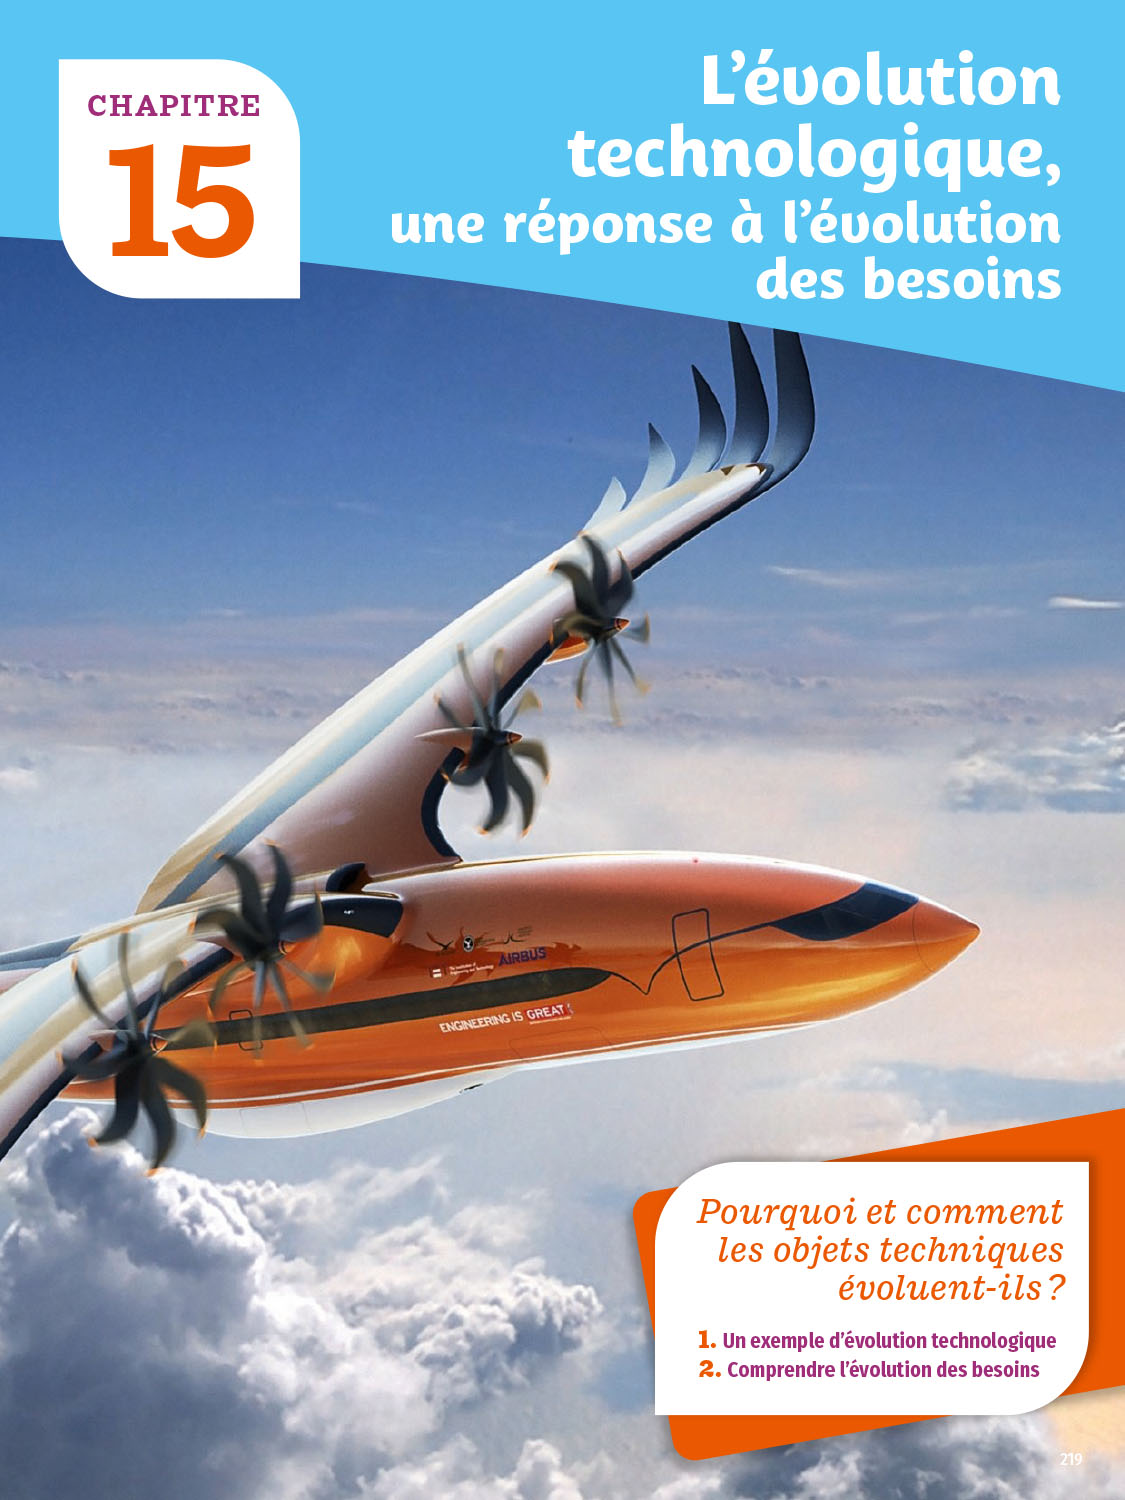 CHAPITRE
15
L’évolution
technologique,
une réponse à l’évolution
des besoins
AIRBUS
ENGINEERING IS GREAT
Pourquoi et comment
les objets techniques
évoluent-ils ?
1. Un exemple d’évolution technologique
2. Comprendre l’évolution des besoins
219